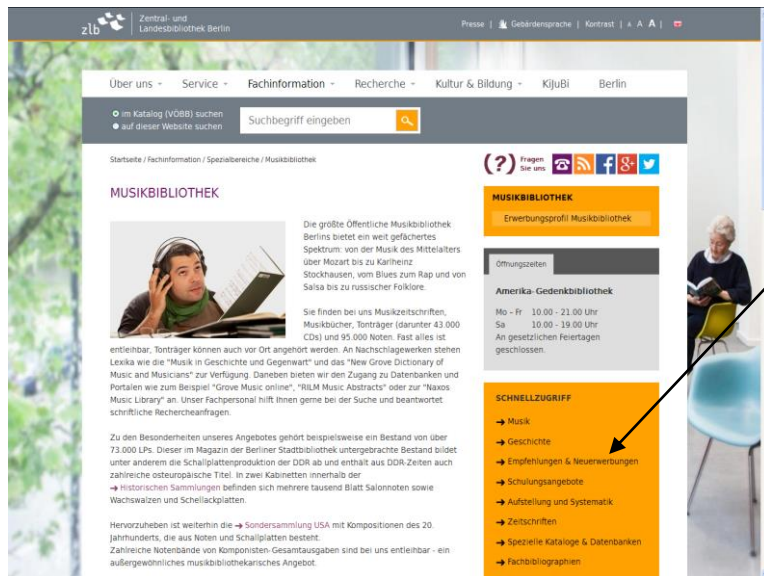 zlb
Zentral- und
Landesbibliothek Berlin
Presse | Gebärdensprache | Kontrast | A A A |
Über uns Service Fachinformation Recherche Kultur & Bildung KiJuBi Berlin
im Katalog (VÖBB) suchen
auf dieser Website suchen
Suchbegriff eingeben
Startseite / Fachinformation / Spezialbereiche / Musikbibliothek
(?) Fragen
Sie uns
f g+
MUSIKBIBLIOTHEK
Die größte Öffentliche Musikbibliothek
Berlins bietet ein weit gefächertes
Spektrum: von der Musik des Mittelalters
über Mozart bis zu Karlheinz
Stockhausen, vom Blues zum Rap und von
Salsa bis zu russischer Folklore.
Sie finden bei uns Musikzeitschriften,
Musikbücher, Tonträger (darunter 43.000
CDs) und 95.000 Noten. Fast alles ist
entleihbar, Tonträger können auch vor Ort angehört werden. An Nachschlagewerken stehen
Lexika wie die "Musik in Geschichte und Gegenwart" und das "New Grove Dictionary of
Music and Musicians" zur Verfügung. Daneben bieten wir den Zugang zu Datenbanken und
Portalen wie zum Beispiel "Grove Music online", "RILM Music Abstracts" oder zur "Naxos
Music Library" an. Unser Fachpersonal hilft Ihnen gerne bei der Suche und beantwortet
schriftliche Rechercheanfragen.
Zu den Besonderheiten unseres Angebotes gehört beispielsweise ein Bestand von über
73.000 LPs. Dieser im Magazin der Berliner Stadtbibliothek untergebrachte Bestand bildet
unter anderem die Schallplattenproduktion der DDR ab und enthält aus DDR-Zeiten auch
zahlreiche osteuropäische Titel. In zwei Kabinetten innerhalb der
→ Historischen Sammlungen befinden sich mehrere tausend Blatt Salonnoten sowie
Wachswalzen und Schellackplatten.
Hervorzuheben ist weiterhin die → Sondersammlung USA mit Kompositionen des 20.
Jahrhunderts, die aus Noten und Schallplatten besteht.
Zahlreiche Notenbände von Komponisten-Gesamtausgaben sind bei uns entleihbar - ein
außergewöhnliches musikbibliothekarisches Angebot.
MUSIKBIBLIOTHEK
Erwerbungsprofil Musikbibliothek
Öffnungszeiten
Amerika-Gedenkbibliothek
Mo - Fr 10.00 - 21.00 Uhr
Sa 10.00 - 19.00 Uhr
An gesetzlichen Feiertagen
geschlossen.
SCHNELLZUGRIFF
→ Musik
→ Geschichte
→ Empfehlungen & Neuerwerbungen
→ Schulungsangebote
→ Aufstellung und Systematik
→ Zeitschriften
→ Spezielle Kataloge & Datenbanken
→ Fachbibliographien